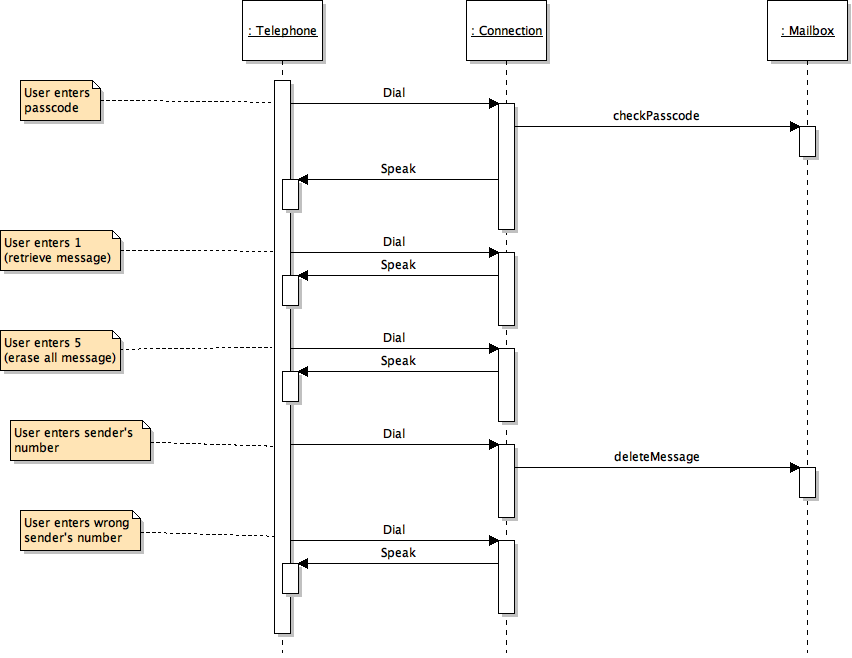 : Telephone
: Connection
: Mailbox
User enters
passcode
Dial
checkPasscode
Speak
User enters 1
(retrieve message)
Dial
Speak
User enters 5
(erase all message)
Dial
Speak
User enters sender's
number
Dial
deleteMessage
User enters wrong
sender's number
Dial
Speak